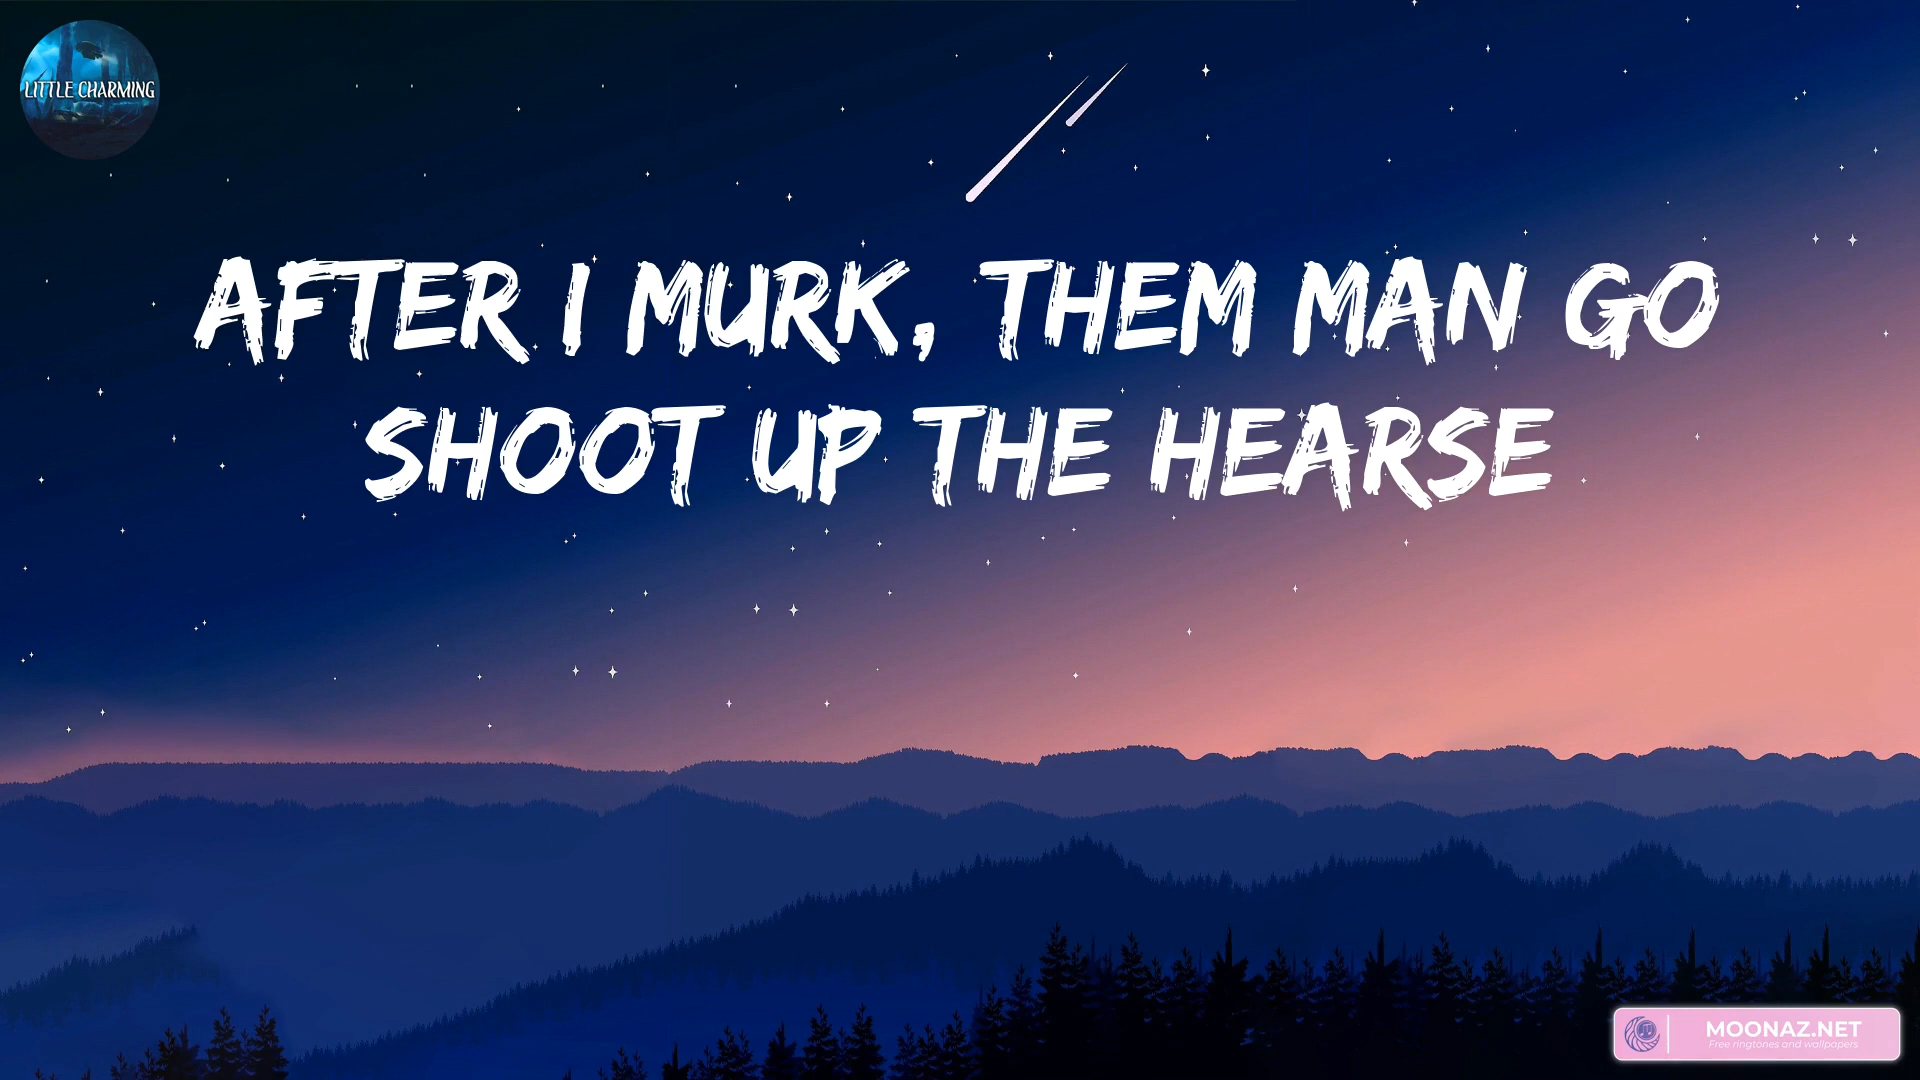 LITTLE CHARMING
AFTER I MURK, THEM MAN GO
SHOOT UP THE HEARSE
MOONAZ.NET
Free ringtones and wallpapers